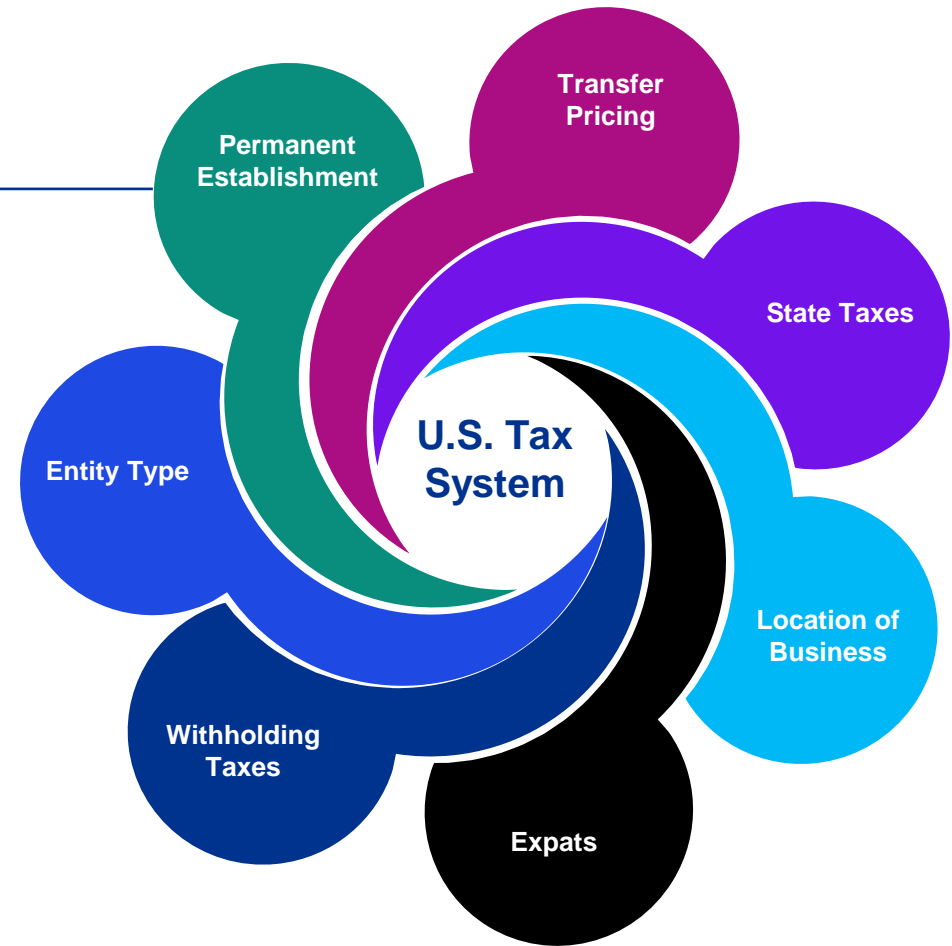 Transfer
Pricing
Permanent
Establishment
State Taxes
U.S. Tax
System
Entity Type
Location of
Business
Withholding
Taxes
Expats